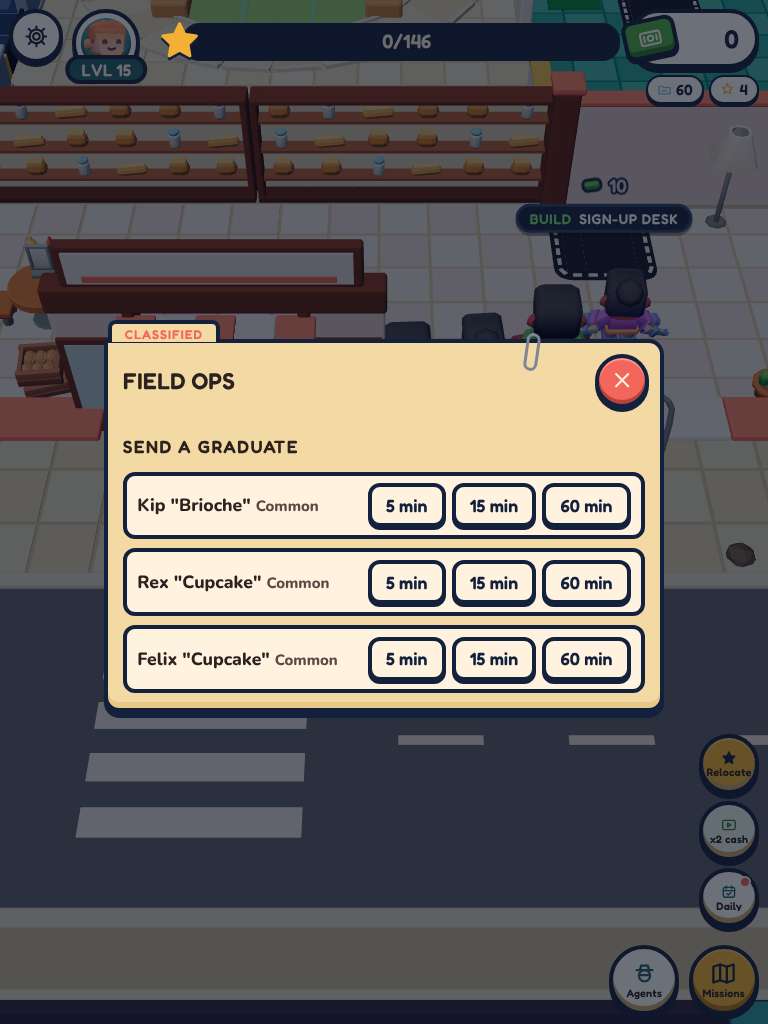 LVL 15
0/146
0
60
4
10
BUILD SIGN-UP DESK
CLASSIFIED
FIELD OPS
SEND A GRADUATE
Kip "Brioche" Common 5 min 15 min 60 min
Rex "Cupcake" Common 5 min 15 min 60 min
Felix "Cupcake" Common 5 min 15 min 60 min
Relocate
x2 cash
Daily
Agents
Missions